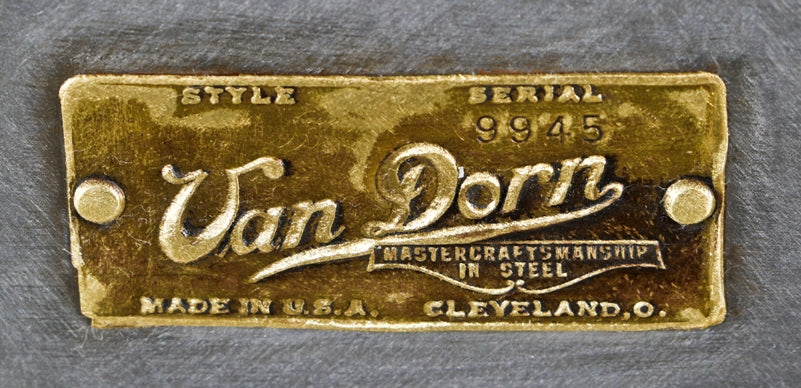 STYLE SERIAL
9945
Van Dorn
MASTERCRAFTSMANSHIP
IN STEEL
MADE IN U.S.A. CLEVELAND,O.